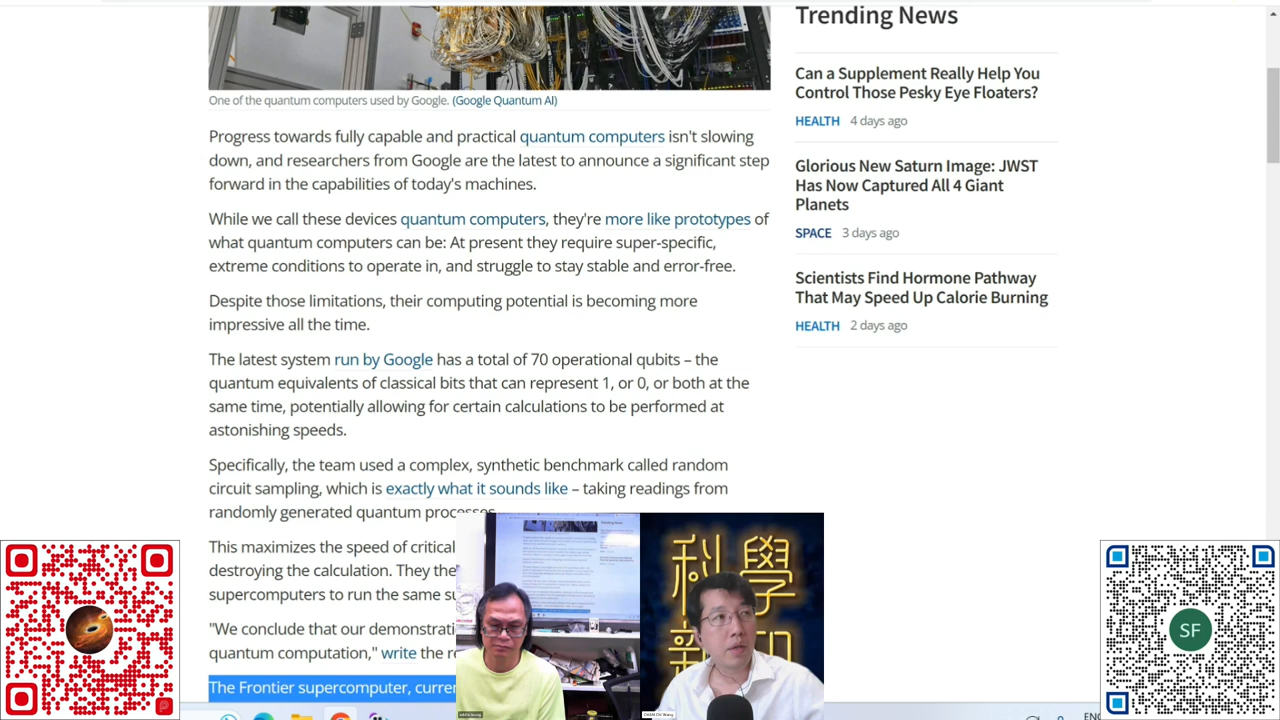 Trending News
One of the quantum computers used by Google. (Google Quantum AI)
Progress towards fully capable and practical quantum computers isn't slowing
down, and researchers from Google are the latest to announce a significant step
forward in the capabilities of today's machines.
While we call these devices quantum computers, they're more like prototypes of
what quantum computers can be: At present they require super-specific,
extreme conditions to operate in, and struggle to stay stable and error-free.
Despite those limitations, their computing potential is becoming more
impressive all the time.
The latest system run by Google has a total of 70 operational qubits – the
quantum equivalents of classical bits that can represent 1, or 0, or both at the
same time, potentially allowing for certain calculations to be performed at
astonishing speeds.
Specifically, the team used a complex, synthetic benchmark called random
circuit sampling, which is exactly what it sounds like – taking readings from
randomly generated quantum processes.
This maximizes the speed of critical
destroying the calculation. They the
supercomputers to run the same
"We conclude that our demonstrati
quantum computation," write the
The Frontier supercomputer, curre
Can a Supplement Really Help You
Control Those Pesky Eye Floaters?
HEALTH 4 days ago
Glorious New Saturn Image: JWST
Has Now Captured All 4 Giant
Planets
SPACE 3 days ago
Scientists Find Hormone Pathway
That May Speed Up Calorie Burning
HEALTH 2 days ago
科學
新知
SF
ENG